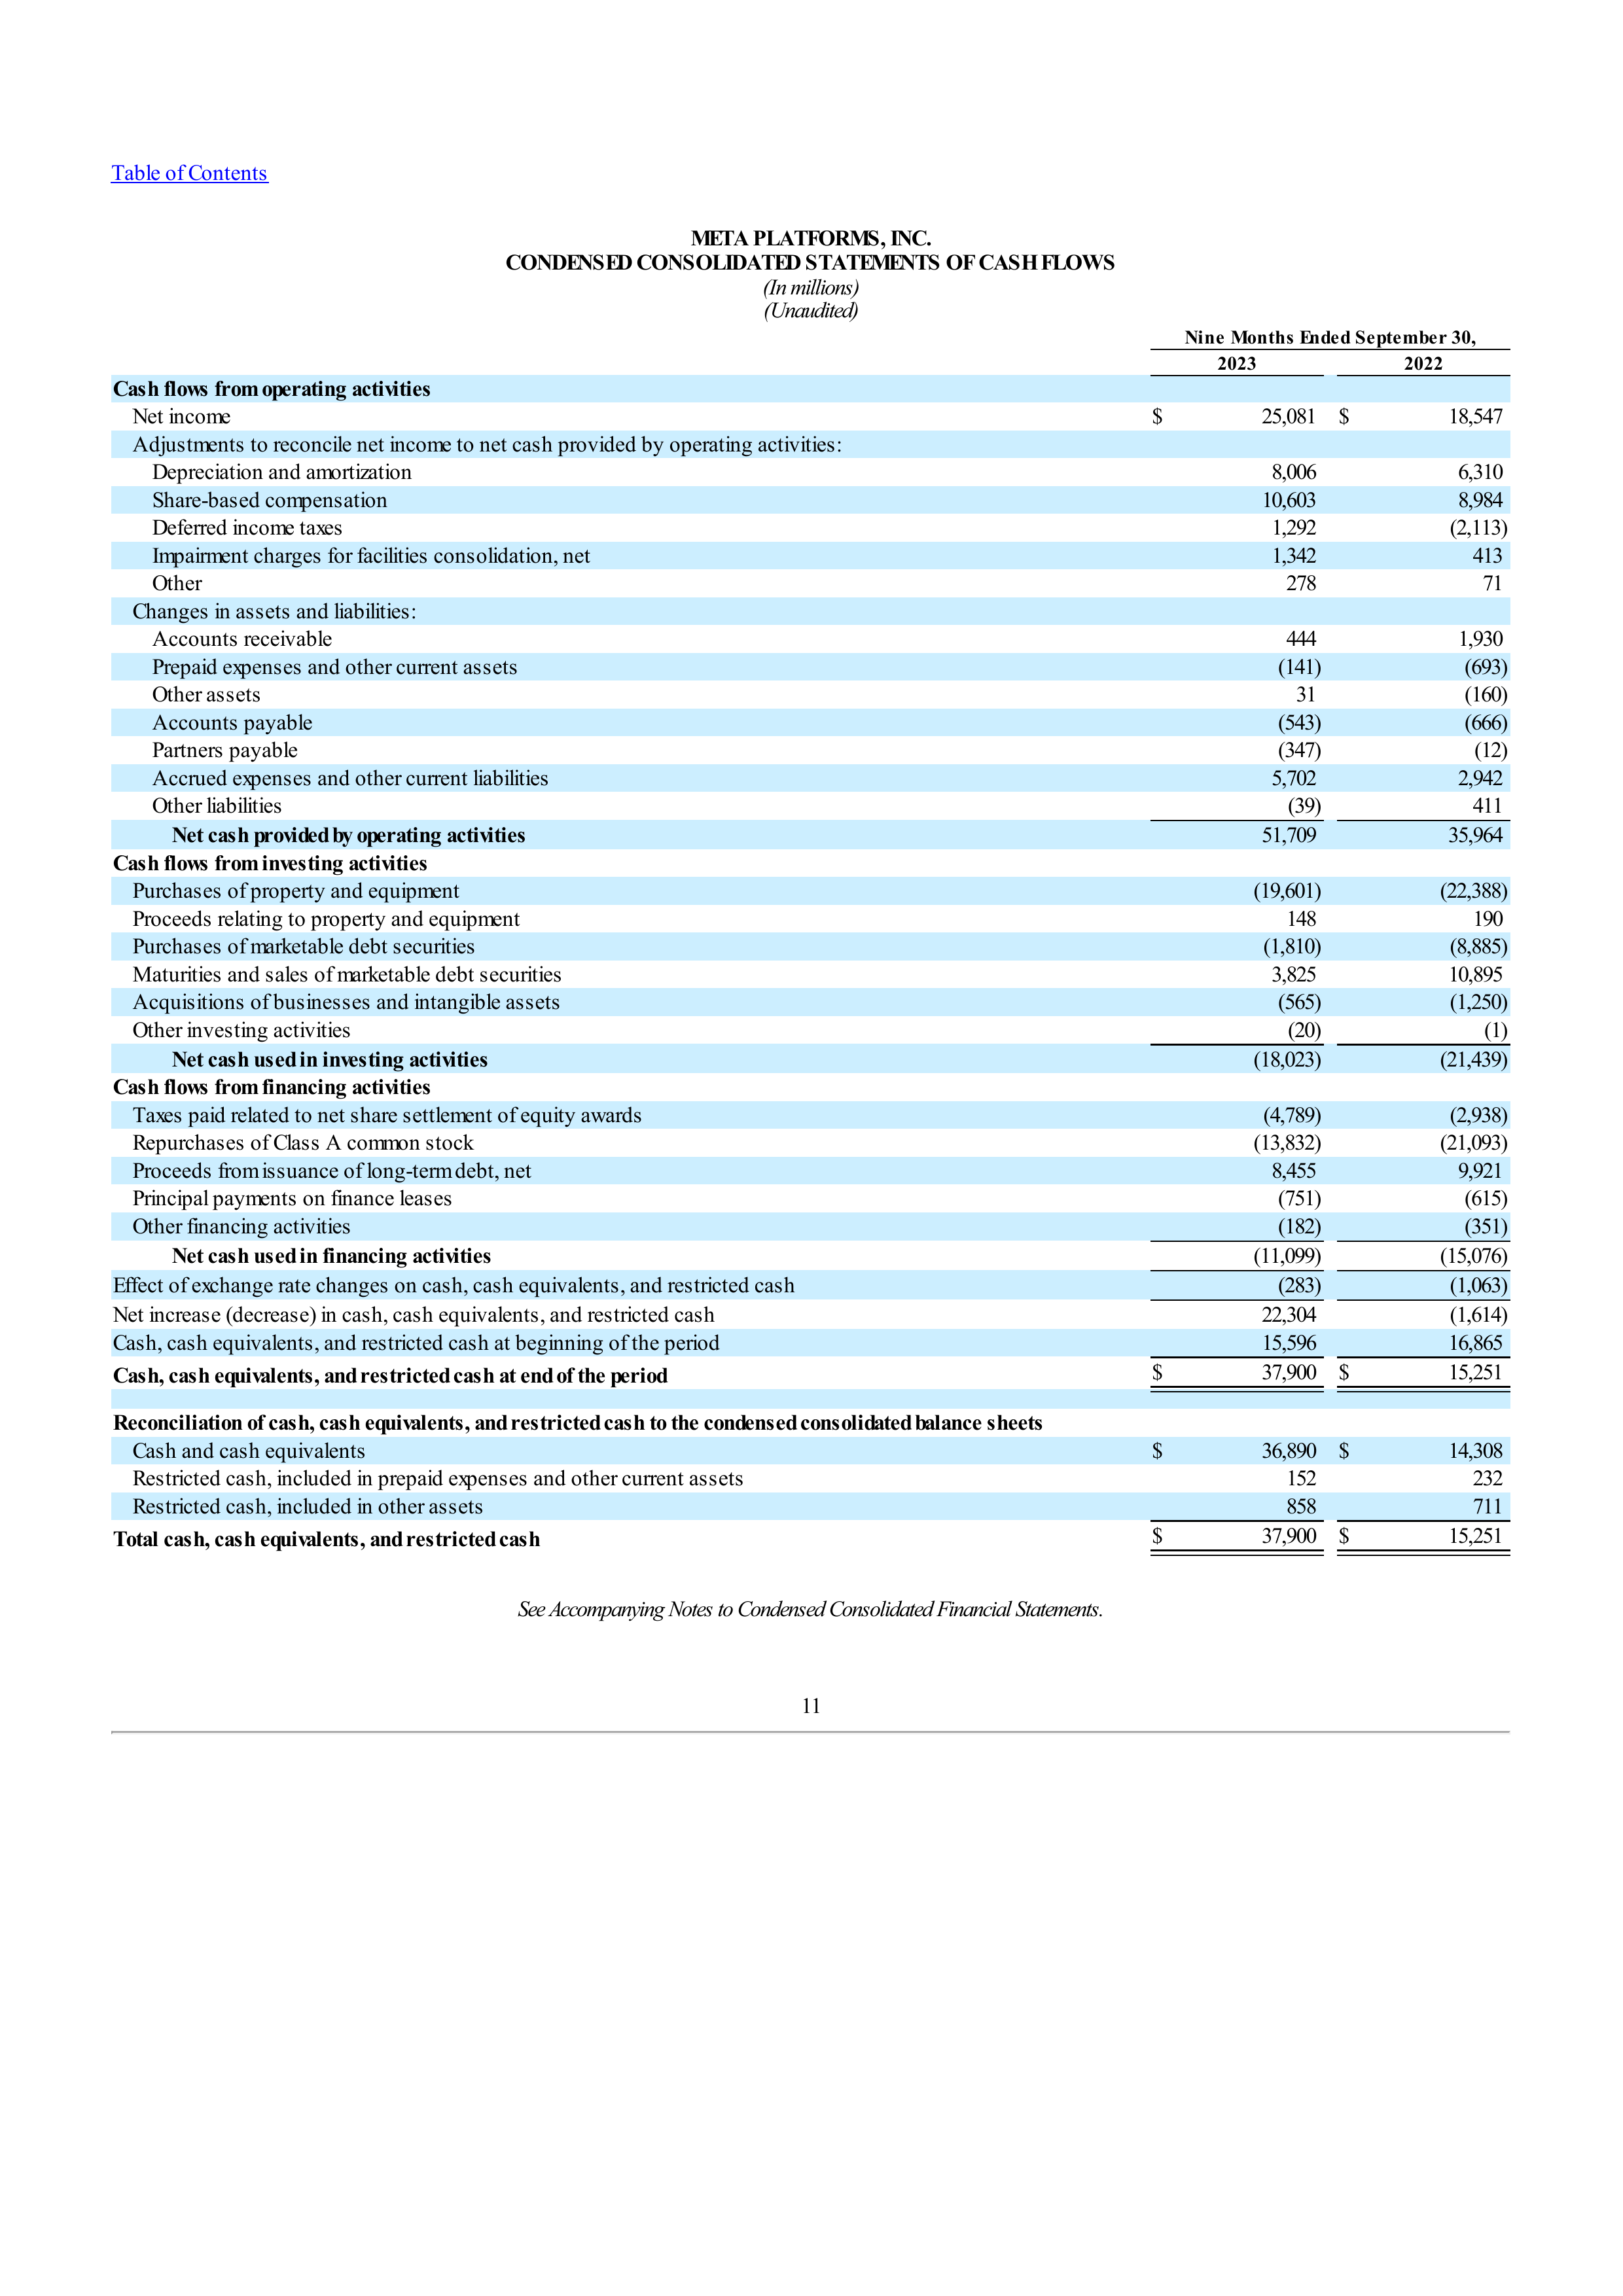 Table of Contents
META PLATFORMS, INC.
CONDENSED CONSOLIDATED STATEMENTS OF CASH FLOWS
(In millions)
(Unaudited)
Nine Months Ended September 30,
2023 2022
Cash flows from operating activities
Net income $ 25,081 $ 18,547
Adjustments to reconcile net income to net cash provided by operating activities:
Depreciation and amortization 8,006 6,310
Share-based compensation 10,603 8,984
Deferred income taxes 1,292 (2,113)
Impairment charges for facilities consolidation, net 1,342 413
Other 278 71
Changes in assets and liabilities:
Accounts receivable 444 1,930
Prepaid expenses and other current assets (141) (693)
Other assets 31 (160)
Accounts payable (543) (666)
Partners payable (347) (12)
Accrued expenses and other current liabilities 5,702 2,942
Other liabilities (39) 411
Net cash provided by operating activities 51,709 35,964
Cash flows from investing activities
Purchases of property and equipment (19,601) (22,388)
Proceeds relating to property and equipment 148 190
Purchases of marketable debt securities (1,810) (8,885)
Maturities and sales of marketable debt securities 3,825 10,895
Acquisitions of businesses and intangible assets (565) (1,250)
Other investing activities (20) (1)
Net cash used in investing activities (18,023) (21,439)
Cash flows from financing activities
Taxes paid related to net share settlement of equity awards (4,789) (2,938)
Repurchases of Class A common stock (13,832) (21,093)
Proceeds from issuance of long-term debt, net 8,455 9,921
Principal payments on finance leases (751) (615)
Other financing activities (182) (351)
Net cash used in financing activities (11,099) (15,076)
Effect of exchange rate changes on cash, cash equivalents, and restricted cash (283) (1,063)
Net increase (decrease) in cash, cash equivalents, and restricted cash 22,304 (1,614)
Cash, cash equivalents, and restricted cash at beginning of the period 15,596 16,865
Cash, cash equivalents, and restricted cash at end of the period $ 37,900 $ 15,251
Reconciliation of cash, cash equivalents, and restricted cash to the condensed consolidated balance sheets
Cash and cash equivalents $ 36,890 $ 14,308
Restricted cash, included in prepaid expenses and other current assets 152 232
Restricted cash, included in other assets 858 711
Total cash, cash equivalents, and restricted cash $ 37,900 $ 15,251
See Accompanying Notes to Condensed Consolidated Financial Statements.
11